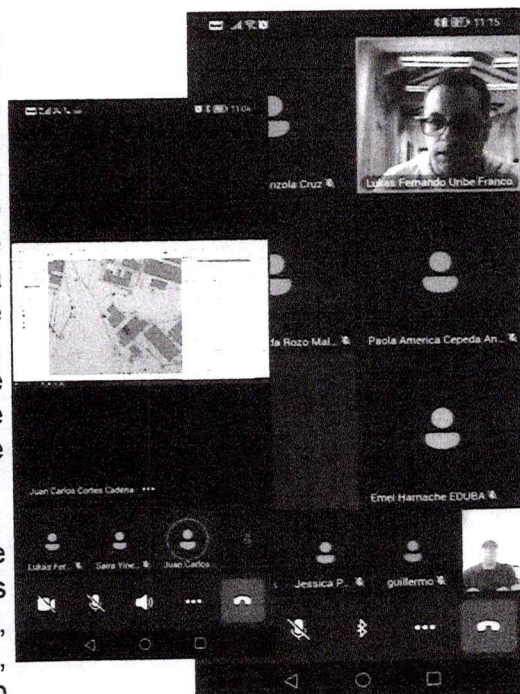 11:15
nzola Cruz
Lukas Fernando Uribe Franco
da Rozo Mal...
Paola America Cepeda An...
Emel Harnache EDUBA
Jessica P...
guillermo
11:04
Juan Carlos Cortes Cadena •••
Lukas Fer...
Saira Yine...
Juan Carlos